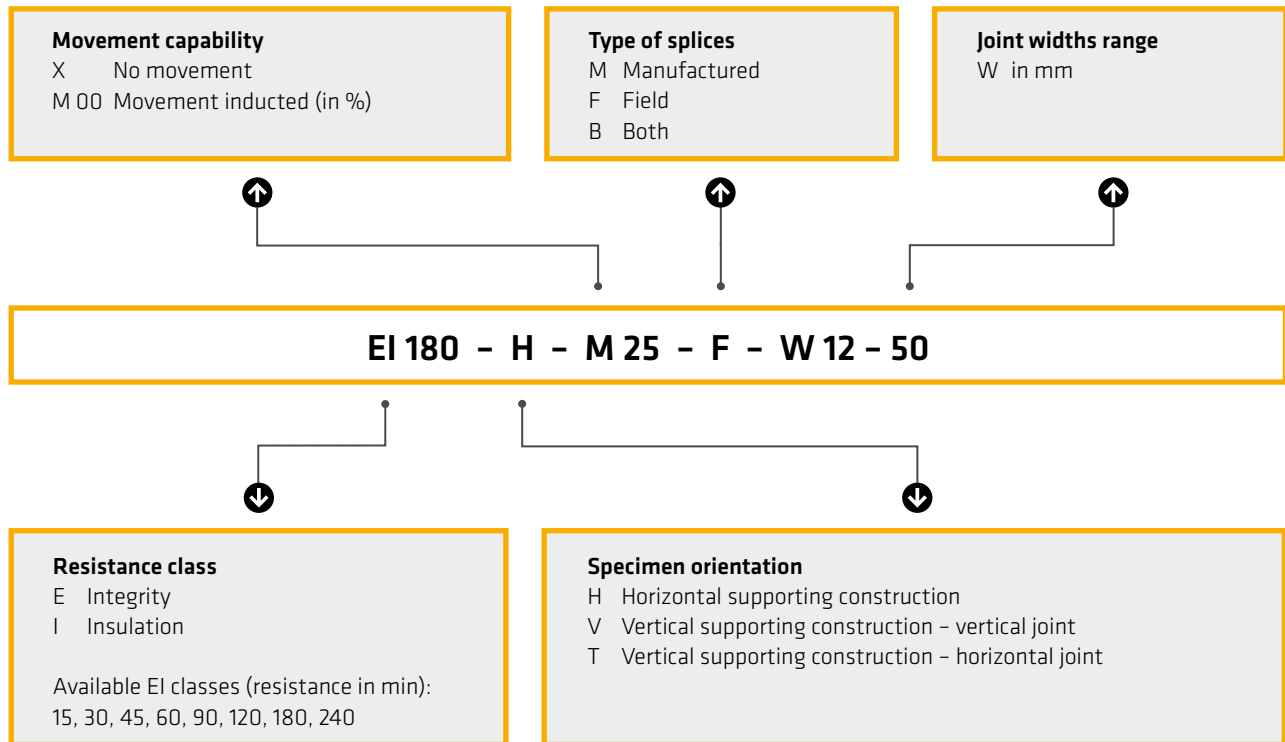 Movement capability
X No movement
M 00 Movement inducted (in %)
Type of splices
M Manufactured
F Field
B Both
Joint widths range
W in mm
EI 180 – H – M 25 – F – W 12 – 50
Resistance class
E Integrity
I Insulation
Available EI classes (resistance in min):
15, 30, 45, 60, 90, 120, 180, 240
Specimen orientation
H Horizontal supporting construction
V Vertical supporting construction – vertical joint
T Vertical supporting construction – horizontal joint